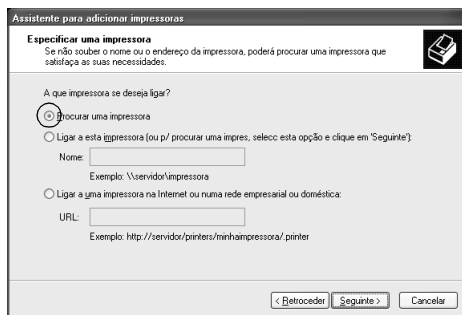 Assistente para adicionar impressoras
Especificar uma impressora
Se não souber o nome ou o endereço da impressora, poderá procurar uma impressora que
satisfaça as suas necessidades.
A que impressora se deseja ligar?
Procurar uma impressora
Ligar a esta impressora (ou p/ procurar uma impres, selecc esta opção e clique em 'Seguinte'):
Nome:
Exemplo: \\servidor\impressora
Ligar a uma impressora na Internet ou numa rede empresarial ou doméstica:
URL:
Exemplo: http://servidor/printers/minhaimpressora/.printer
< Retroceder Seguinte > Cancelar